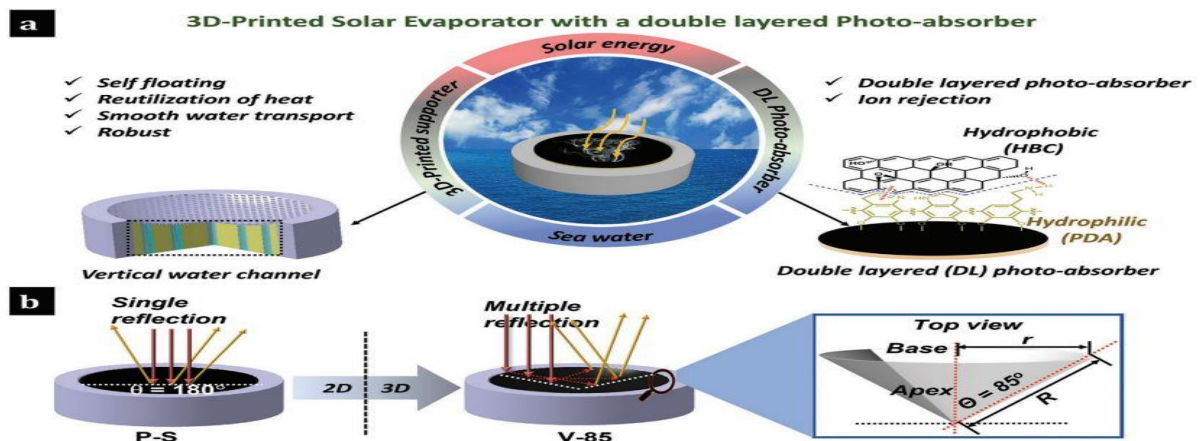 a
3D-Printed Solar Evaporator with a double layered Photo-absorber
✓ Self floating
✓ Reutilization of heat
✓ Smooth water transport
✓ Robust
Solar energy
3D-Printed supporter
DL Photo-absorber
Sea water
✓ Double layered photo-absorber
✓ Ion rejection
Hydrophobic
(HBC)
HO
OH
O
H
Hydrophilic
(PDA)
Vertical water channel
Double layered (DL) photo-absorber
b
Single
reflection
θ = 180°
P-S
2D
3D
Multiple
reflection
V-85
Top view
Base
r
Apex
Θ = 85°
R